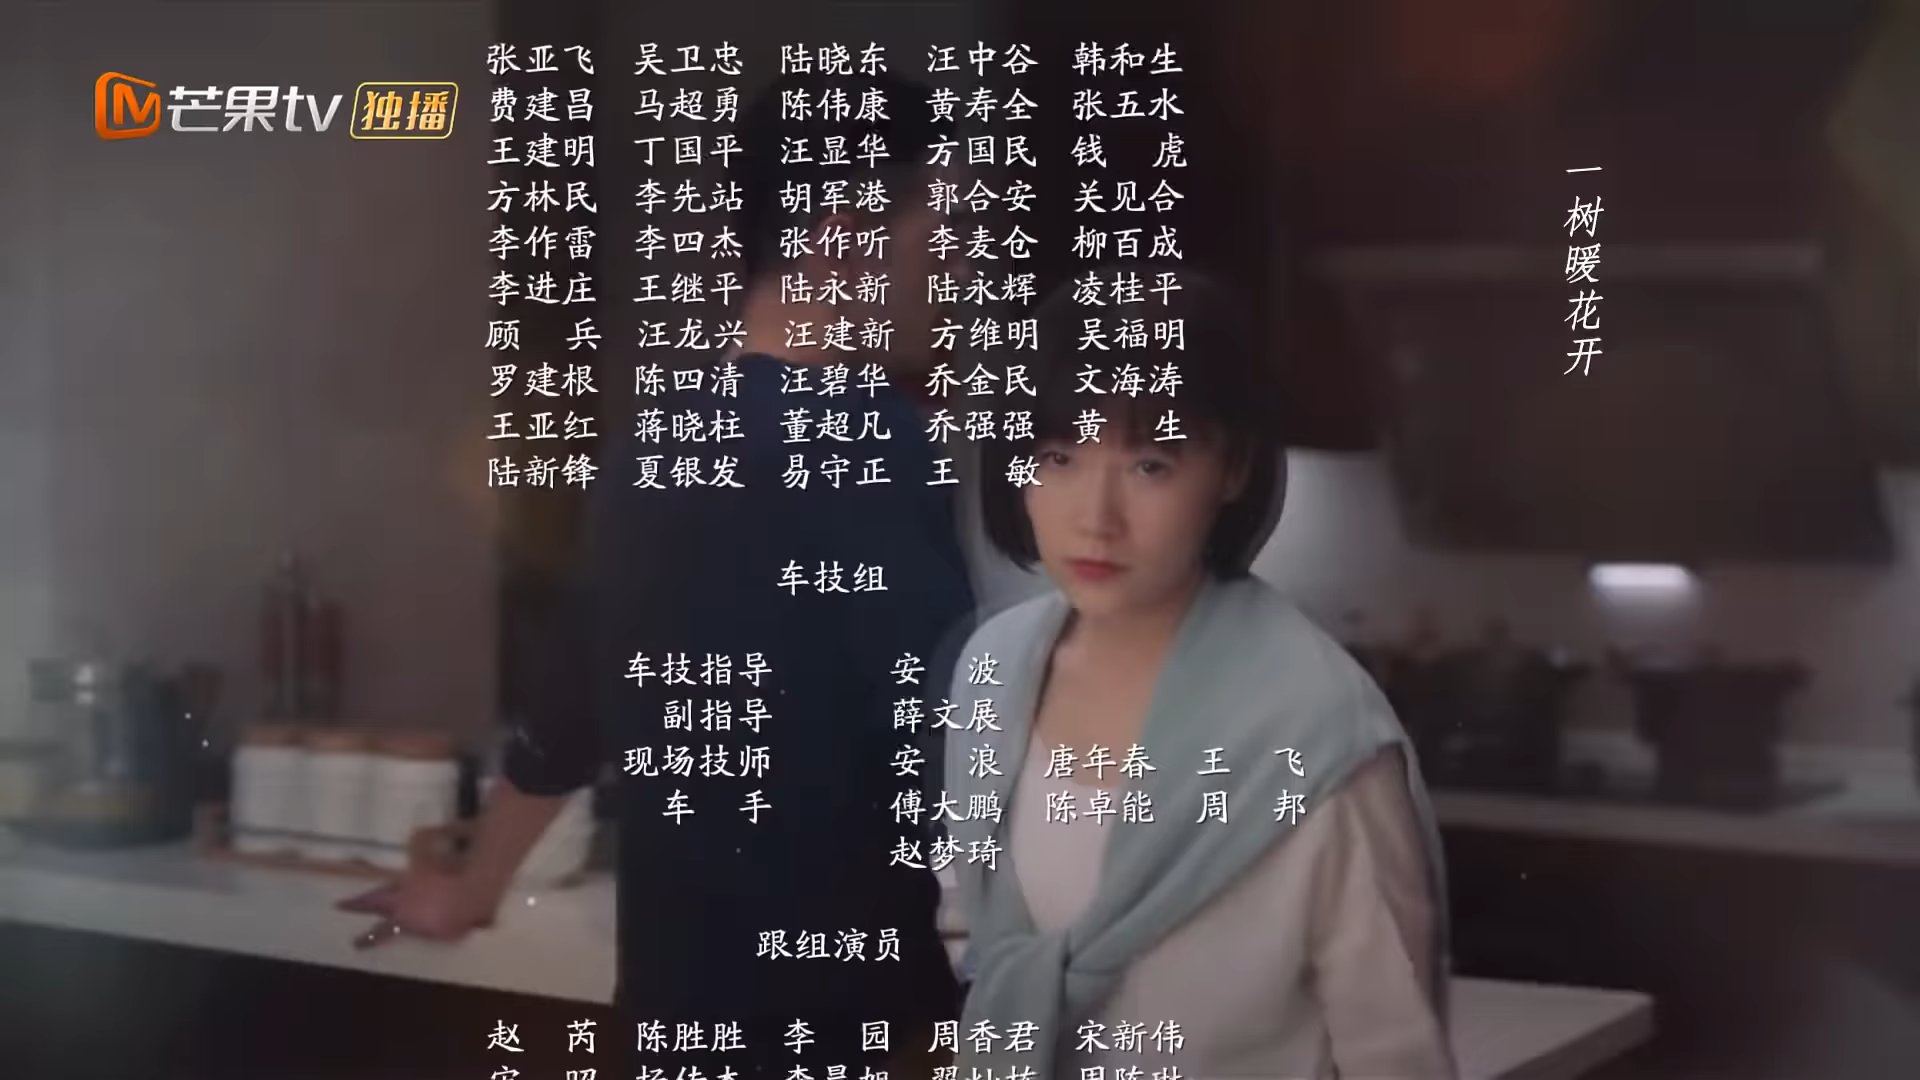 芒果tv 独播
张亚飞 吴卫忠 陆晓东 汪中谷 韩和生
费建昌 马超勇 陈伟康 黄寿全 张五水
王建明 丁国平 汪显华 方国民 钱 虎
方林民 李先站 胡军港 郭合安 关见合
李作雷 李四杰 张作听 李麦仓 柳百成
李进庄 王继平 陆永新 陆永辉 凌桂平
顾 兵 汪龙兴 汪建新 方维明 吴福明
罗建根 陈四清 汪碧华 乔金民 文海涛
王亚红 蒋晓柱 董超凡 乔强强 黄 生
陆新锋 夏银发 易守正 王 敏
车技组
车技指导 安 波
副指导 薛文展
现场技师 安 浪 唐年春 王 飞
车 手 傅大鹏 陈卓能 周 邦
赵梦琦
跟组演员
赵 芮 陈胜胜 李 园 周香君 宋新伟
一树暖花开